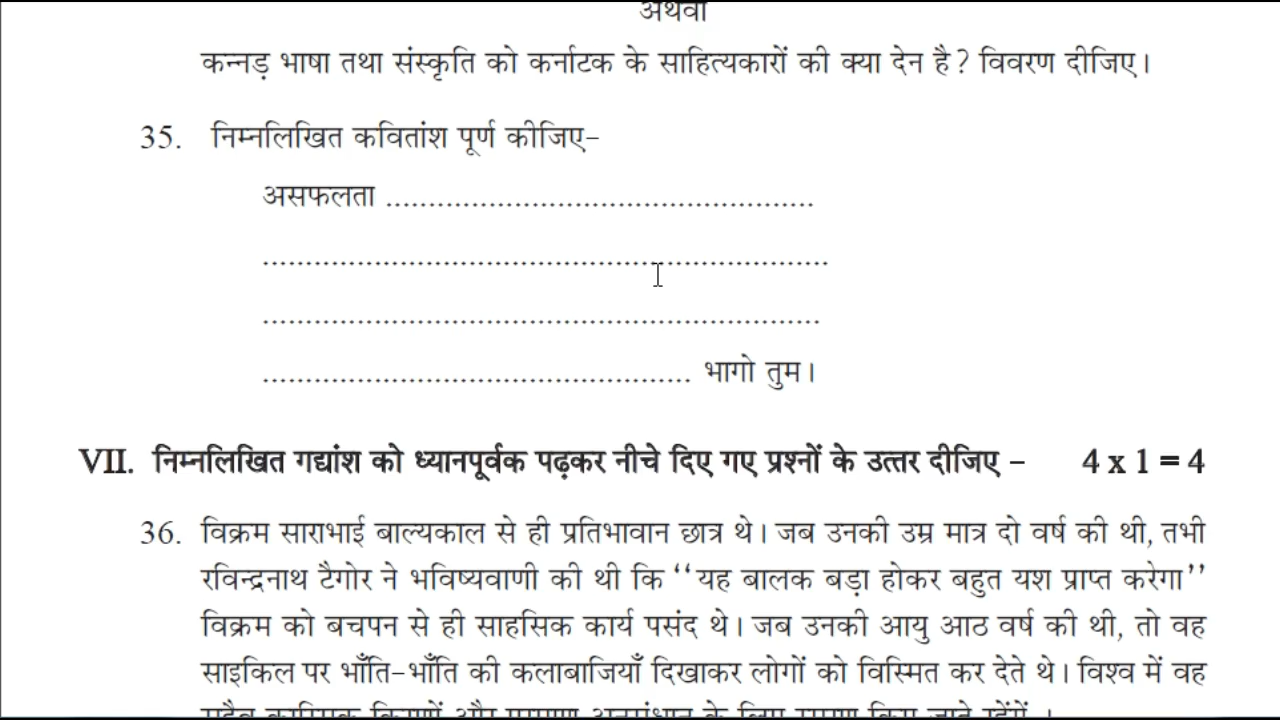 अथवा
कन्नड़ भाषा तथा संस्कृति को कर्नाटक के साहित्यकारों की क्या देन है? विवरण दीजिए।
35. निम्नलिखित कवितांश पूर्ण कीजिए–
असफलता ....................................................
.....................................................................
....................................................................
.................................................... भागो तुम।
VII. निम्नलिखित गद्यांश को ध्यानपूर्वक पढ़कर नीचे दिए गए प्रश्नों के उत्तर दीजिए – 4 x 1 = 4
36. विक्रम साराभाई बाल्यकाल से ही प्रतिभावान छात्र थे। जब उनकी उम्र मात्र दो वर्ष की थी, तभी
रविन्द्रनाथ टैगोर ने भविष्यवाणी की थी कि ‘‘यह बालक बड़ा होकर बहुत यश प्राप्त करेगा’’
विक्रम को बचपन से ही साहसिक कार्य पसंद थे। जब उनकी आयु आठ वर्ष की थी, तो वह
साइकिल पर भाँति–भाँति की कलाबाजियाँ दिखाकर लोगों को विस्मित कर देते थे। विश्व में वह